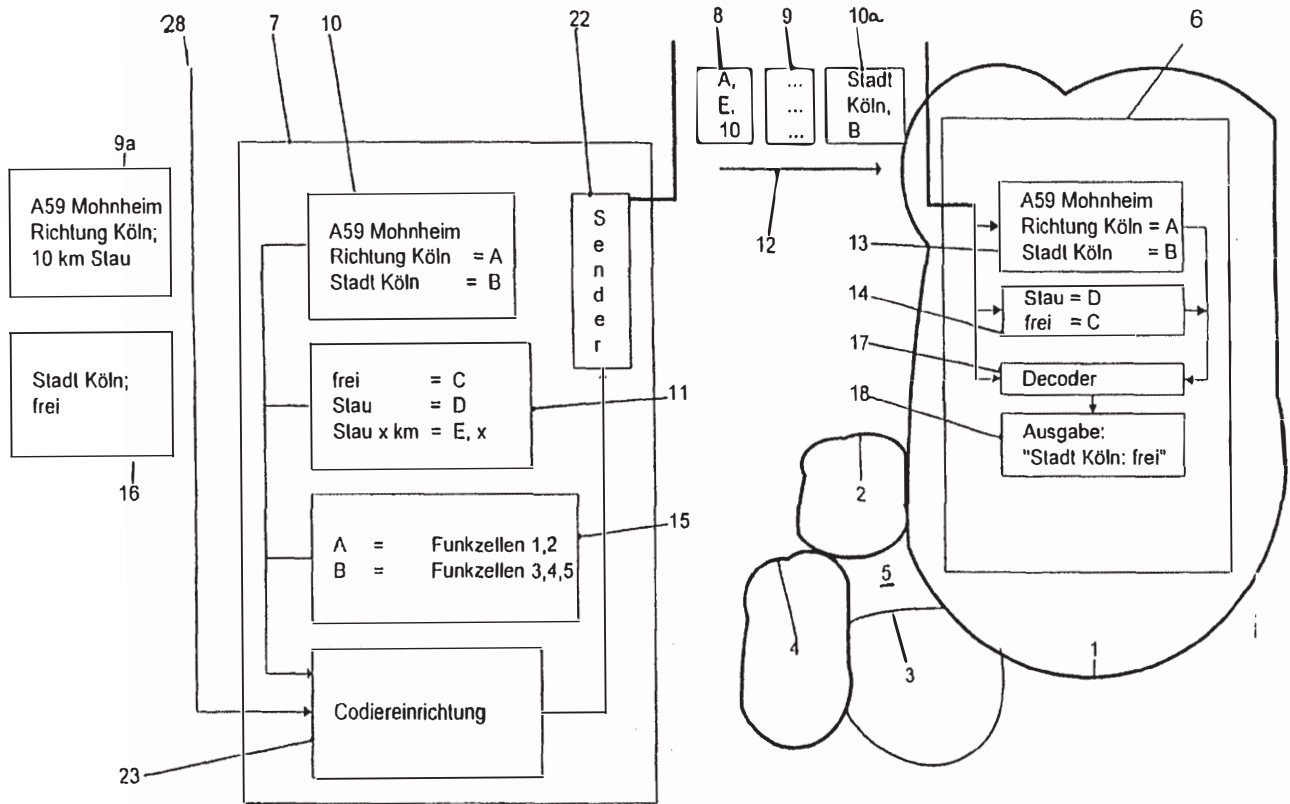 28
7
10
22
8
9
10a
6
9a
A59 Mohnheim
Richtung Köln;
10 km Stau
Stadt Köln;
frei
16
A59 Mohnheim
Richtung Köln = A
Stadt Köln = B
Sender
frei = C
Stau = D
Stau x km = E, x
11
A = Funkzellen 1,2
B = Funkzellen 3,4,5
15
Codiereinrichtung
23
A,
E,
10
...
...
...
Stadt
Köln,
B
12
A59 Mohnheim
Richtung Köln = A
Stadt Köln = B
13
Stau = D
frei = C
14
17
Decoder
18
Ausgabe:
"Stadt Köln: frei"
2
5
4
3
1